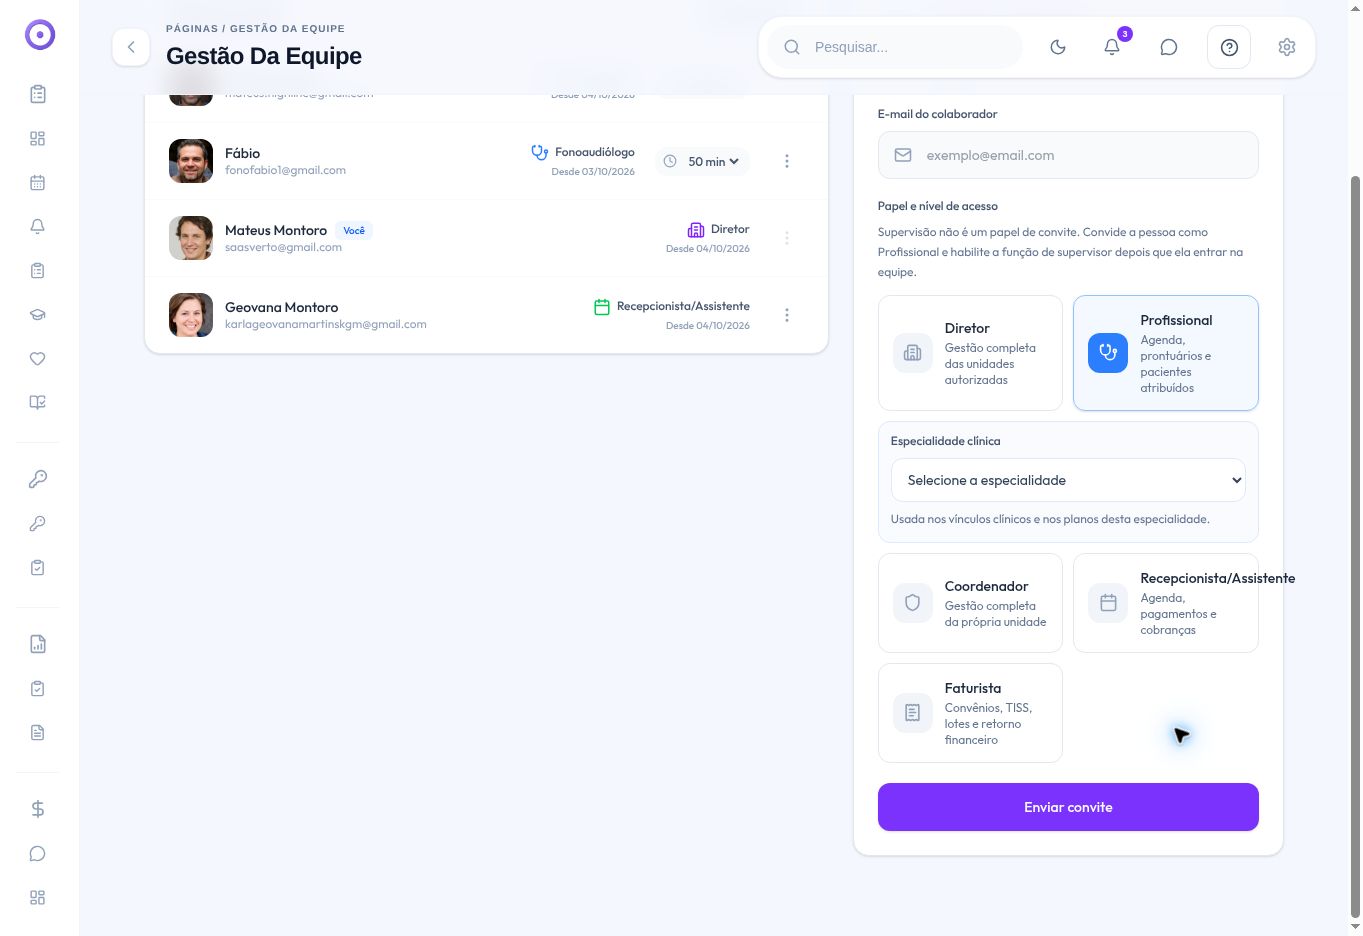 PÁGINAS / GESTÃO DA EQUIPE
Gestão Da Equipe
Pesquisar...
3
Desde 04/10/2026
Fábio
fonofabio1@gmail.com
Fonoaudiólogo
Desde 03/10/2026
50 min
Mateus Montoro
Você
saasverto@gmail.com
Diretor
Desde 04/10/2026
Geovana Montoro
karlageovanamartinskgm@gmail.com
Recepcionista/Assistente
Desde 04/10/2026
E-mail do colaborador
exemplo@email.com
Papel e nível de acesso
Supervisão não é um papel de convite. Convide a pessoa como
Profissional e habilite a função de supervisor depois que ela entrar na
equipe.
Diretor
Gestão completa
das unidades
autorizadas
Profissional
Agenda,
prontuários e
pacientes
atribuídos
Especialidade clínica
Selecione a especialidade
Usada nos vínculos clínicos e nos planos desta especialidade.
Coordenador
Gestão completa
da própria unidade
Recepcionista/Assistente
Agenda,
pagamentos e
cobranças
Faturista
Convênios, TISS,
lotes e retorno
financeiro
Enviar convite